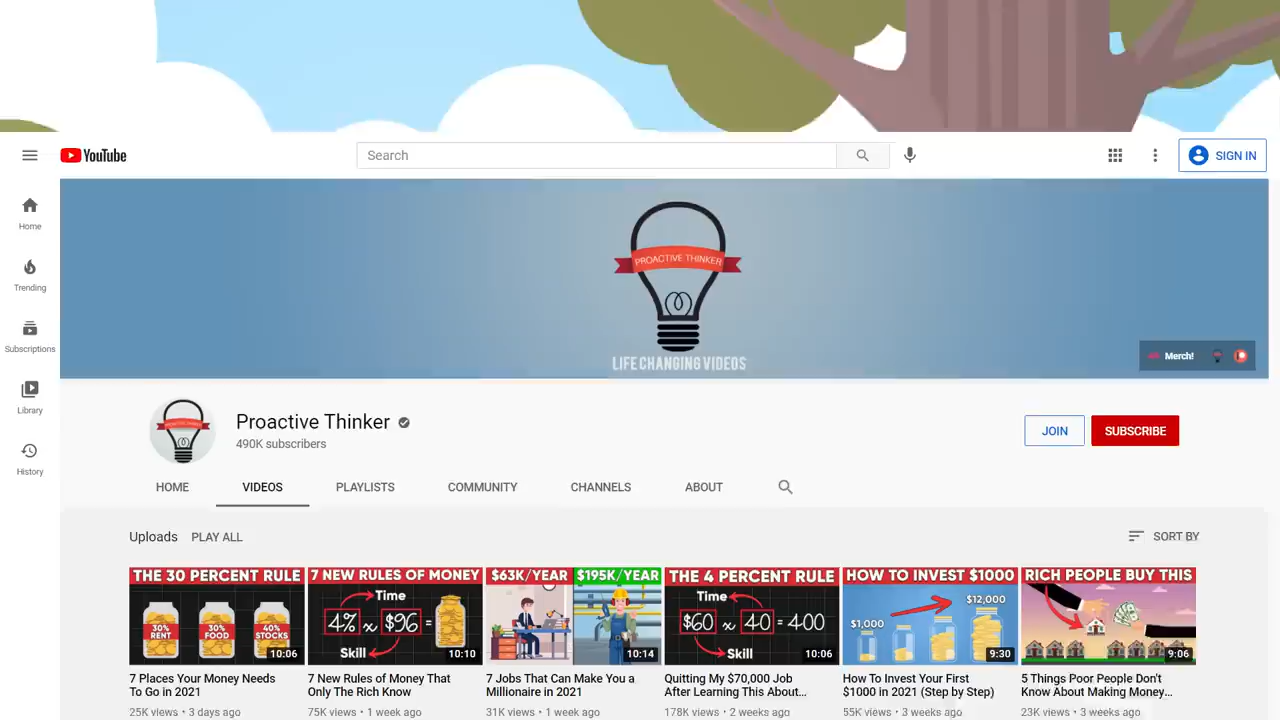 YouTube
Search
SIGN IN
Home
Trending
Subscriptions
Library
History
PROACTIVE THINKER
LIFE CHANGING VIDEOS
Merch!
PROACTIVE THINKER
Proactive Thinker
490K subscribers
JOIN
SUBSCRIBE
HOME
VIDEOS
PLAYLISTS
COMMUNITY
CHANNELS
ABOUT
Uploads
PLAY ALL
SORT BY
THE 30 PERCENT RULE
30% RENT
30% FOOD
40% STOCKS
10:06
7 Places Your Money Needs
To Go in 2021
25K views • 3 days ago
7 NEW RULES OF MONEY
Time
4% x $96 =
Skill
10:10
7 New Rules of Money That
Only The Rich Know
75K views • 1 week ago
$63K/YEAR
$195K/YEAR
10:14
7 Jobs That Can Make You a
Millionaire in 2021
31K views • 1 week ago
THE 4 PERCENT RULE
Time
$60 x 40 = 400
Skill
10:06
Quitting My $70,000 Job
After Learning This About...
178K views • 2 weeks ago
HOW TO INVEST $1000
$1,000
$12,000
9:30
How To Invest Your First
$1000 in 2021 (Step by Step)
55K views • 3 weeks ago
RICH PEOPLE BUY THIS
9:06
5 Things Poor People Don't
Know About Making Money...
23K views • 3 weeks ago